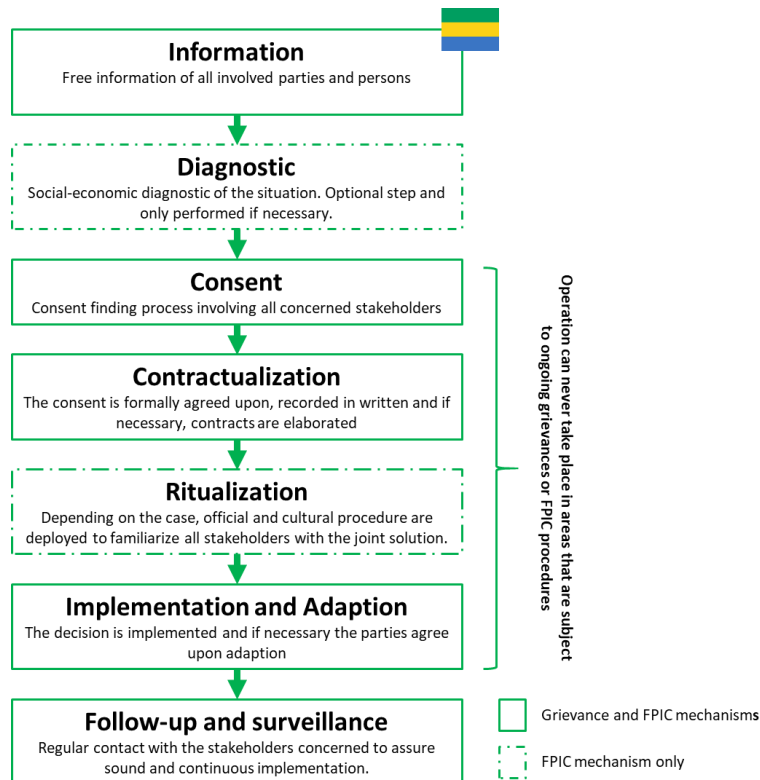 Information
Free information of all involved parties and persons
Diagnostic
Social-economic diagnostic of the situation. Optional step and
only performed if necessary.
Consent
Consent finding process involving all concerned stakeholders
Contractualization
The consent is formally agreed upon, recorded in written and if
necessary, contracts are elaborated
Ritualization
Depending on the case, official and cultural procedure are
deployed to familiarize all stakeholders with the joint solution.
Implementation and Adaption
The decision is implemented and if necessary the parties agree
upon adaption
Follow-up and surveillance
Regular contact with the stakeholders concerned to assure
sound and continuous implementation.
Operation can never take place in areas that are subject
to ongoing grievances or FPIC procedures
Grievance and FPIC mechanisms
FPIC mechanism only